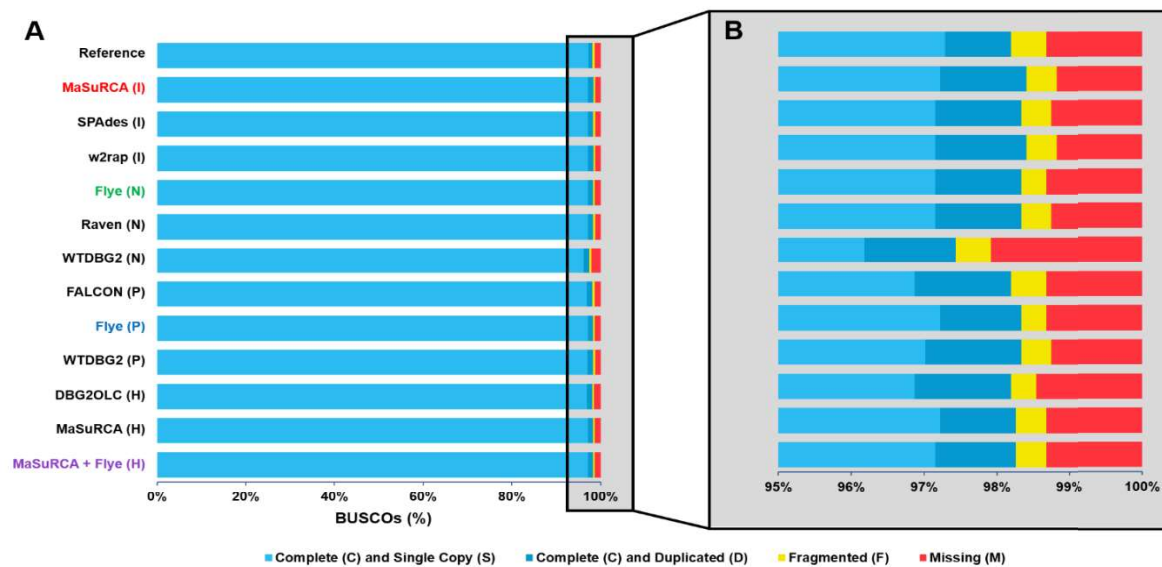 A
B
Reference
MaSuRCA (I)
SPAdes (I)
w2rap (I)
Flye (N)
Raven (N)
WTDBG2 (N)
FALCON (P)
Flye (P)
WTDBG2 (P)
DBG2OLC (H)
MaSuRCA (H)
MaSuRCA + Flye (H)
0% 20% 40% 60% 80% 100%
95% 96% 97% 98% 99% 100%
BUSCOs (%)
Complete (C) and Single Copy (S) Complete (C) and Duplicated (D) Fragmented (F) Missing (M)